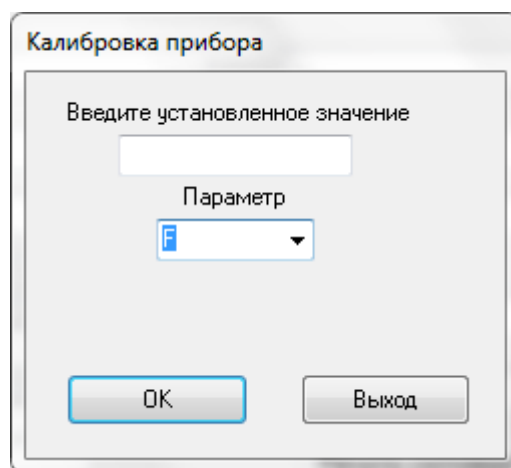 Калибровка прибора
Введите установленное значение
Параметр
F
OK Выход